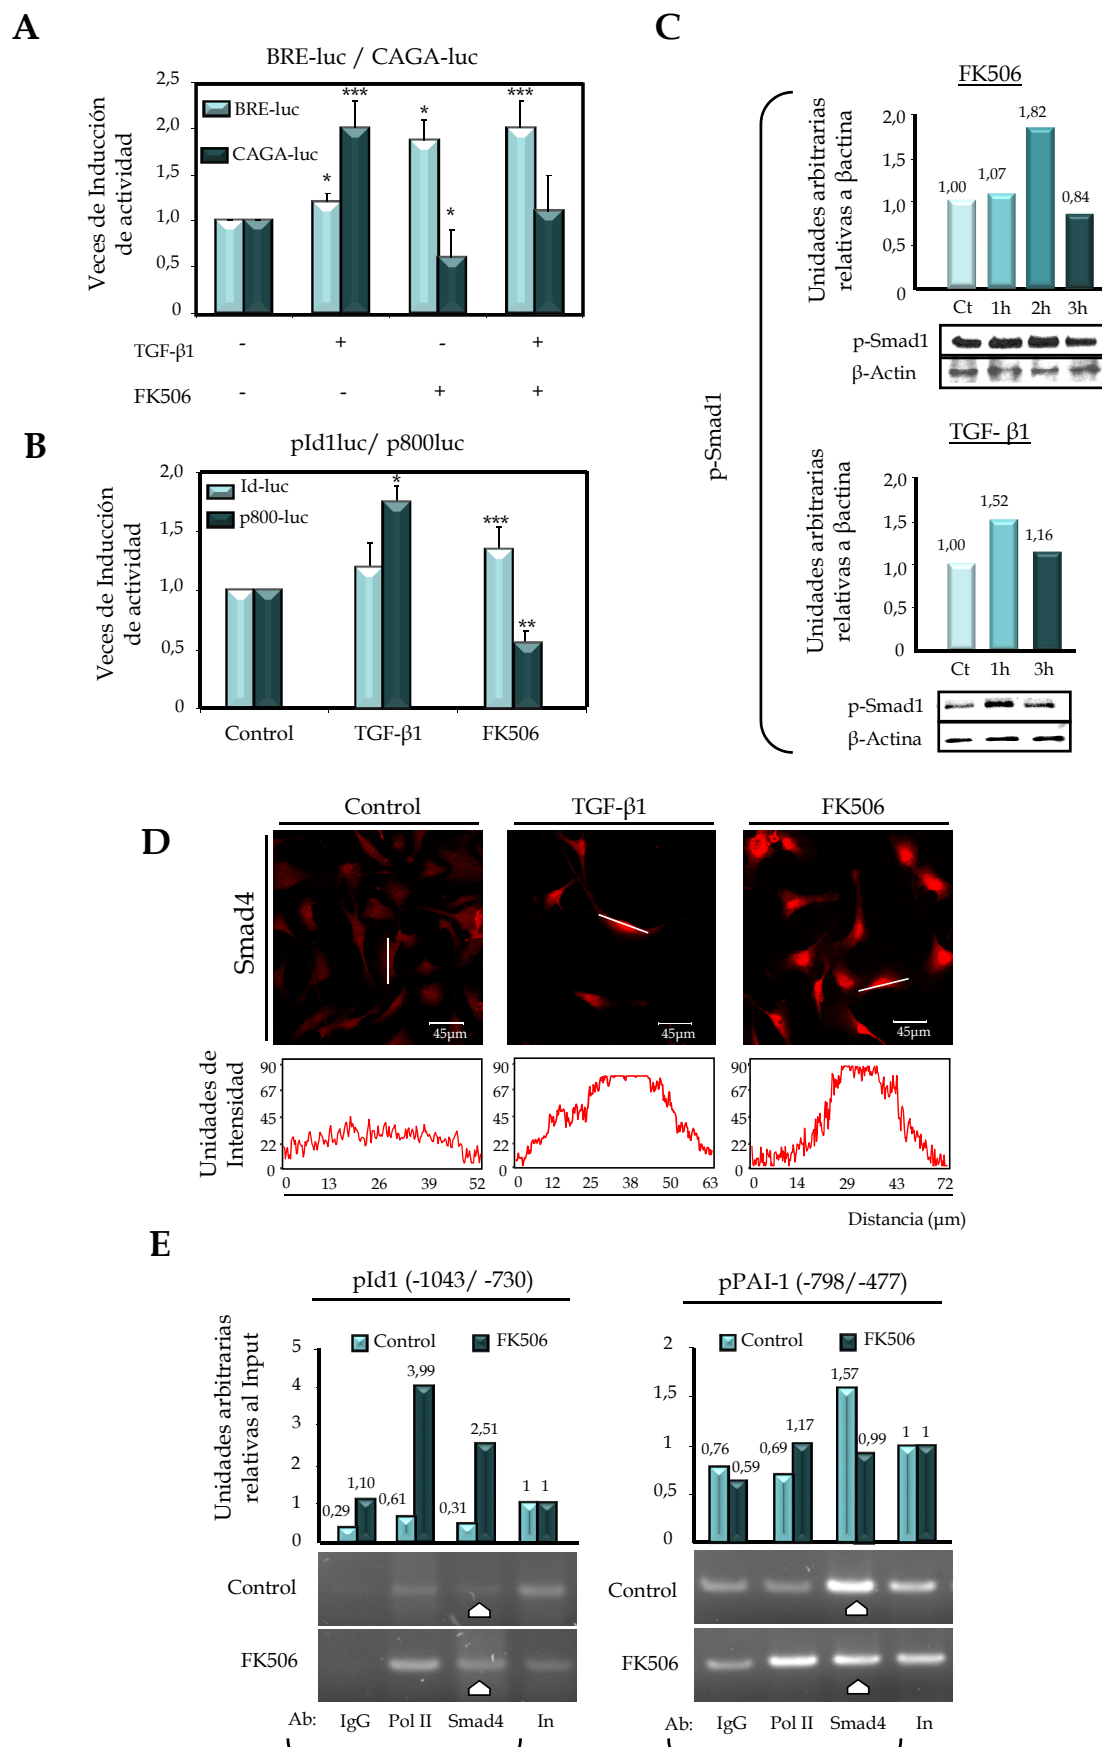 A
BRE-luc / CAGA-luc
Veces de Inducción
de actividad
2,5
2,0
1,5
1,0
0,5
0
BRE-luc
CAGA-luc
*
***
*
*
***
TGF-β1 - + - +
FK506 - - + +
B
pId1luc/ p800luc
Veces de Inducción
de actividad
2,0
1,5
1,0
0,5
0
Id-luc
p800-luc
*
***
**
Control TGF-β1 FK506
C
p-Smad1
FK506
Unidades arbitrarias
relativas a βactina
2,0
1,5
1,0
0,5
0
1,00
1,07
1,82
0,84
Ct 1h 2h 3h
p-Smad1
β-Actin
TGF- β1
Unidades arbitrarias
relativas a βactina
2,0
1,5
1,0
0,5
0
1,00
1,52
1,16
Ct 1h 3h
p-Smad1
β-Actina
D
Control TGF-β1 FK506
Smad4
45µm 45µm 45µm
Unidades de
Intensidad
90
67
45
22
0
0 13 26 39 52
90
67
45
22
0
0 12 25 38 50 63
90
67
45
22
0
0 14 29 43 72
Distancia (µm)
E
pId1 (-1043/ -730)
Unidades arbitrarias
relativas al Input
Control FK506
5
4
3
2
1
0
0,29 1,10 0,61 3,99 0,31 2,51 1 1
pPAI-1 (-798/-477)
Control FK506
2
1,5
1
0,5
0
0,76 0,59 0,69 1,17 1,57 0,99 1 1
Control
FK506
Control
FK506
Ab: IgG Pol II Smad4 In
IgG Pol II Smad4 In